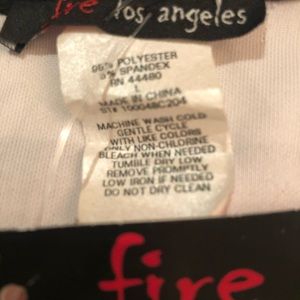 fire los angeles
95% POLYESTER
5% SPANDEX
RN 44480
L
MADE IN CHINA
ST# 100048C204
MACHINE WASH COLD
GENTLE CYCLE
WITH LIKE COLORS
ONLY NON-CHLORINE
BLEACH WHEN NEEDED
TUMBLE DRY LOW
REMOVE PROMPTLY
LOW IRON IF NEEDED
DO NOT DRY CLEAN
fire